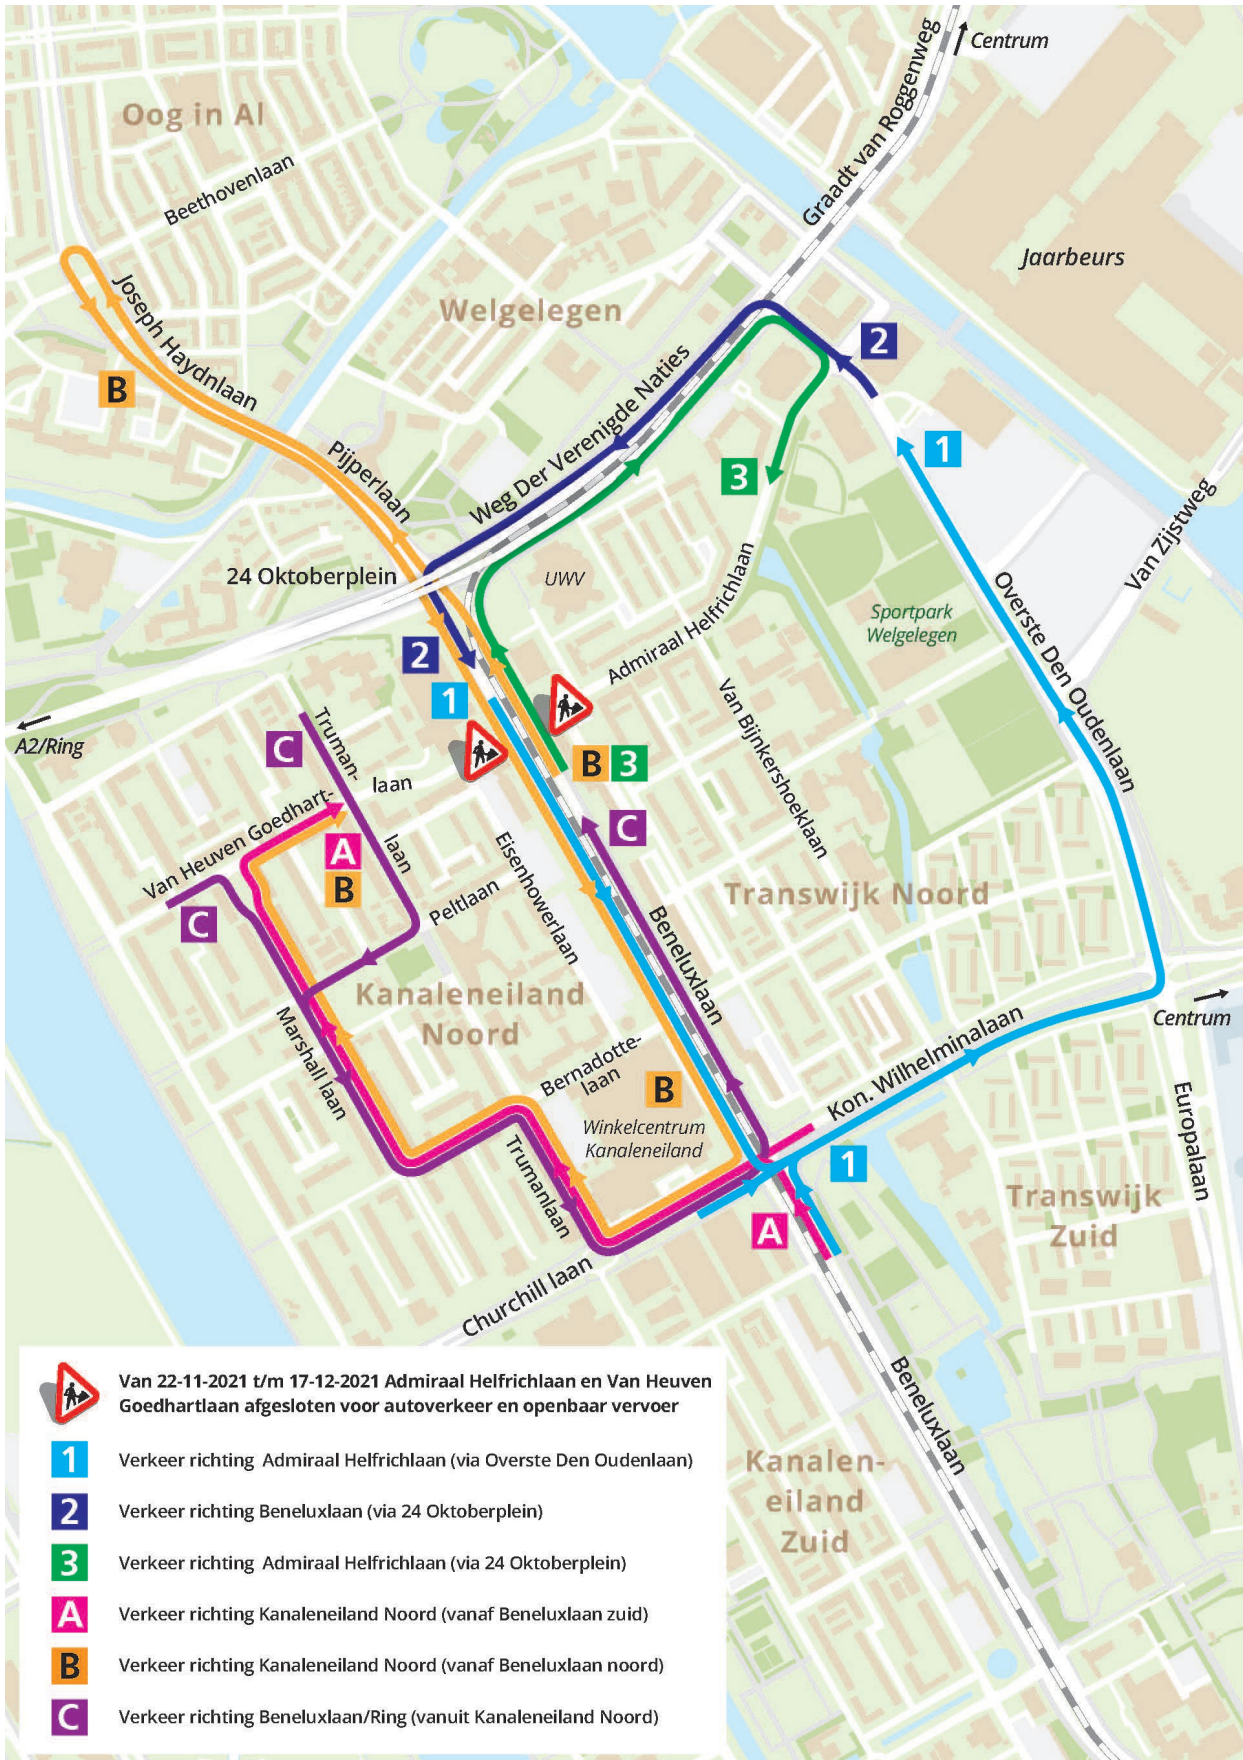 Centrum
Graadt van Roggenweg
Oog in Al
Beethovenlaan
Jaarbeurs
Joseph Haydnlaan
Welgelegen
2
B
Weg Der Verenigde Naties
1
Pijperlaan
3
Van Zijstweg
24 Oktoberplein
UWV
Admiraal Helfrichlaan
Sportpark
Welgelegen
Overste Den Oudenlaan
2
1
A2/Ring
C
Truman-
laan
Van Bijnkershoeklaan
B 3
laan
Van Heuven Goedhart-
C
A
B
Eisenhowerlaan
Peltlaan
Transwijk Noord
C
Beneluxlaan
Kanaleneiland
Noord
Marshall laan
Centrum
Kon. Wilhelminalaan
Bernadotte-
laan
B
Winkelcentrum
Kanaleneiland
Europalaan
Trumanlaan
1
Transwijk
Zuid
A
Churchill laan
Beneluxlaan
Kanalen-
eiland
Zuid
Van 22-11-2021 t/m 17-12-2021 Admiraal Helfrichlaan en Van Heuven
Goedhartlaan afgesloten voor autoverkeer en openbaar vervoer
1 Verkeer richting Admiraal Helfrichlaan (via Overste Den Oudenlaan)
2 Verkeer richting Beneluxlaan (via 24 Oktoberplein)
3 Verkeer richting Admiraal Helfrichlaan (via 24 Oktoberplein)
A Verkeer richting Kanaleneiland Noord (vanaf Beneluxlaan zuid)
B Verkeer richting Kanaleneiland Noord (vanaf Beneluxlaan noord)
C Verkeer richting Beneluxlaan/Ring (vanuit Kanaleneiland Noord)